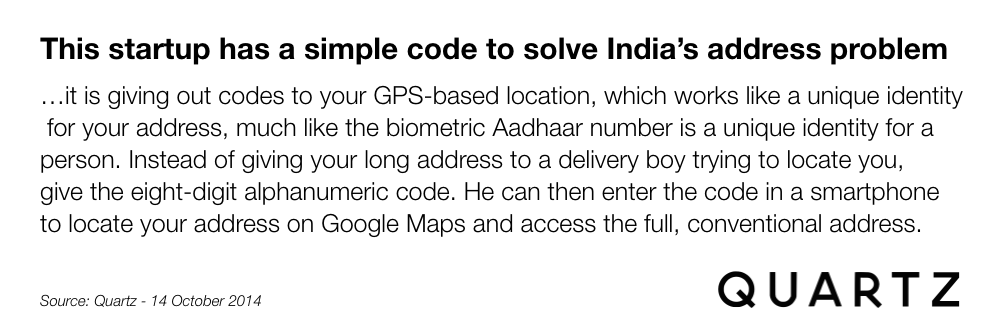 This startup has a simple code to solve India’s address problem
…it is giving out codes to your GPS-based location, which works like a unique identity
for your address, much like the biometric Aadhaar number is a unique identity for a
person. Instead of giving your long address to a delivery boy trying to locate you,
give the eight-digit alphanumeric code. He can then enter the code in a smartphone
to locate your address on Google Maps and access the full, conventional address.
Source: Quartz - 14 October 2014
QUARTZ